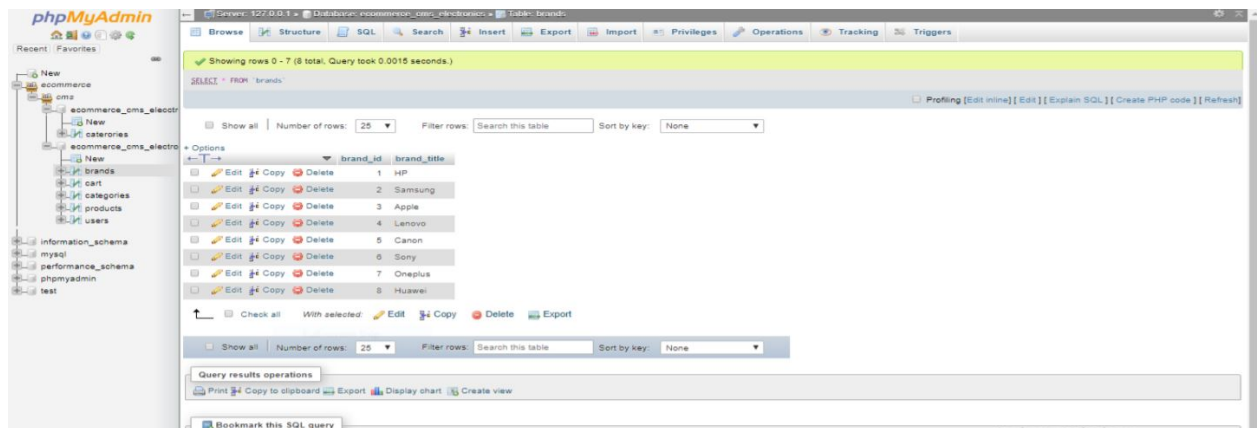 phpMyAdmin
Recent Favorites
New
ecommerce
cms
ecommerce_cms_elecctr
New
caterories
ecommerce_cms_electro
New
brands
cart
categories
products
users
information_schema
mysql
performance_schema
phpmyadmin
test
Server: 127.0.0.1 » Database: ecommerce_cms_electronics » Table: brands
Browse Structure SQL Search Insert Export Import Privileges Operations Tracking Triggers
Showing rows 0 - 7 (8 total, Query took 0.0015 seconds.)
SELECT * FROM `brands`
Profiling [Edit inline] [ Edit ] [ Explain SQL ] [ Create PHP code ] [ Refresh]
Show all Number of rows: 25 Filter rows: Search this table Sort by key: None
+ Options
brand_id brand_title
Edit Copy Delete 1 HP
Edit Copy Delete 2 Samsung
Edit Copy Delete 3 Apple
Edit Copy Delete 4 Lenovo
Edit Copy Delete 5 Canon
Edit Copy Delete 6 Sony
Edit Copy Delete 7 Oneplus
Edit Copy Delete 8 Huawei
Check all With selected: Edit Copy Delete Export
Show all Number of rows: 25 Filter rows: Search this table Sort by key: None
Query results operations
Print Copy to clipboard Export Display chart Create view
Bookmark this SQL query